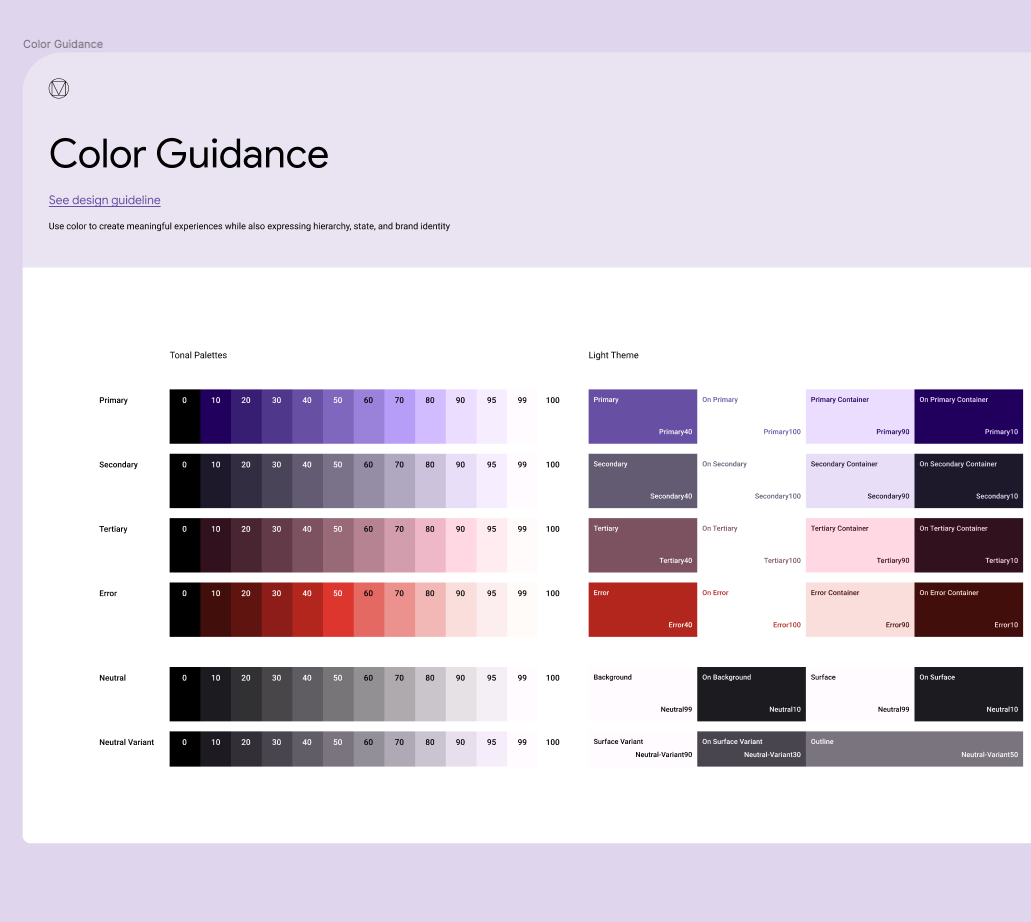 Color Guidance
Color Guidance
See design guideline
Use color to create meaningful experiences while also expressing hierarchy, state, and brand identity
Tonal Palettes
Light Theme
Primary
0 10 20 30 40 50 60 70 80 90 95 99 100
Primary
Primary40
On Primary
Primary100
Primary Container
Primary90
On Primary Container
Primary10
Secondary
0 10 20 30 40 50 60 70 80 90 95 99 100
Secondary
Secondary40
On Secondary
Secondary100
Secondary Container
Secondary90
On Secondary Container
Secondary10
Tertiary
0 10 20 30 40 50 60 70 80 90 95 99 100
Tertiary
Tertiary40
On Tertiary
Tertiary100
Tertiary Container
Tertiary90
On Tertiary Container
Tertiary10
Error
0 10 20 30 40 50 60 70 80 90 95 99 100
Error
Error40
On Error
Error100
Error Container
Error90
On Error Container
Error10
Neutral
0 10 20 30 40 50 60 70 80 90 95 99 100
Background
Neutral99
On Background
Neutral10
Surface
Neutral99
On Surface
Neutral10
Neutral Variant
0 10 20 30 40 50 60 70 80 90 95 99 100
Surface Variant
Neutral-Variant90
On Surface Variant
Neutral-Variant30
Outline
Neutral-Variant50